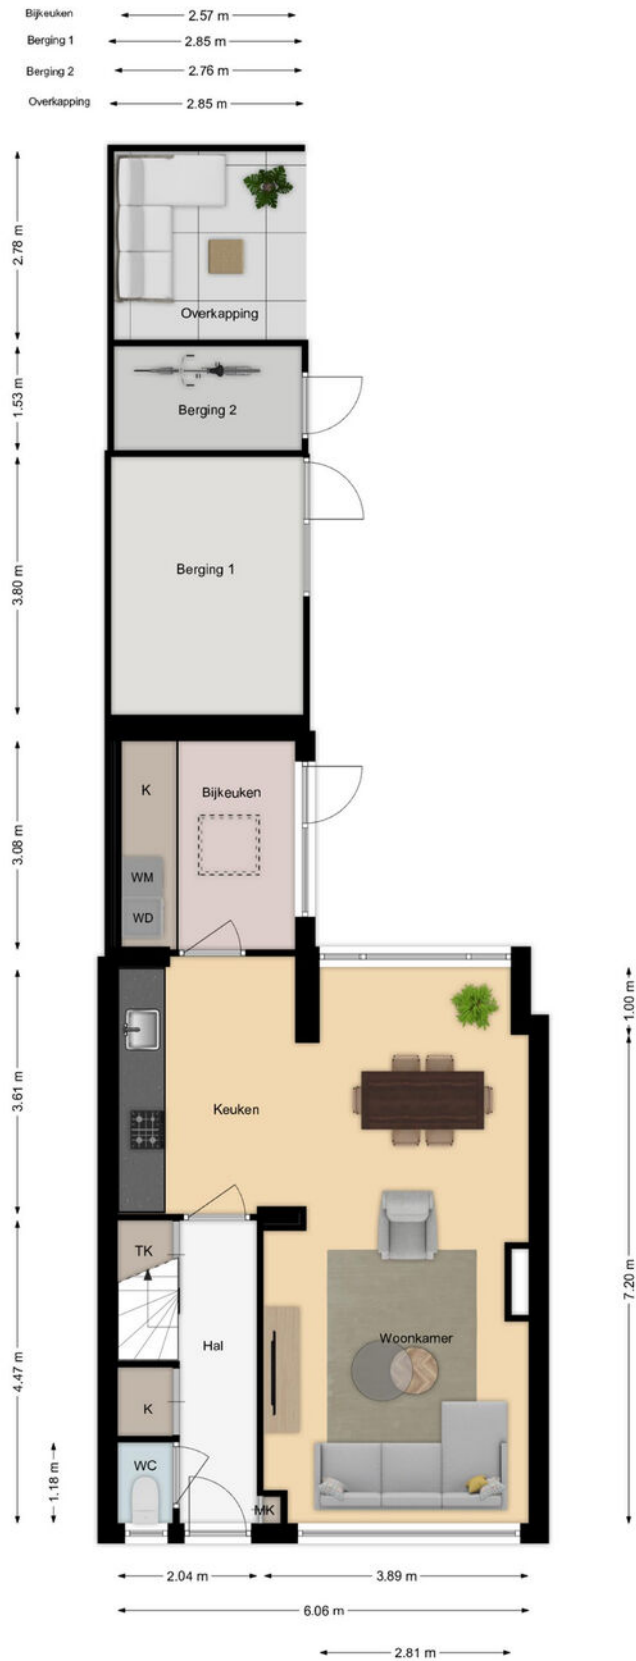 Bijkeuken 2.57 m
Berging 1 2.85 m
Berging 2 2.76 m
Overkapping 2.85 m
2.78 m
Overkapping
1.53 m
Berging 2
Berging 1
3.80 m
K
Bijkeuken
3.08 m
WM
WD
1.00 m
3.61 m
Keuken
TK
7.20 m
Hal
Woonkamer
4.47 m
K
WC
1.18 m
MK
2.04 m 3.89 m
6.06 m
2.81 m